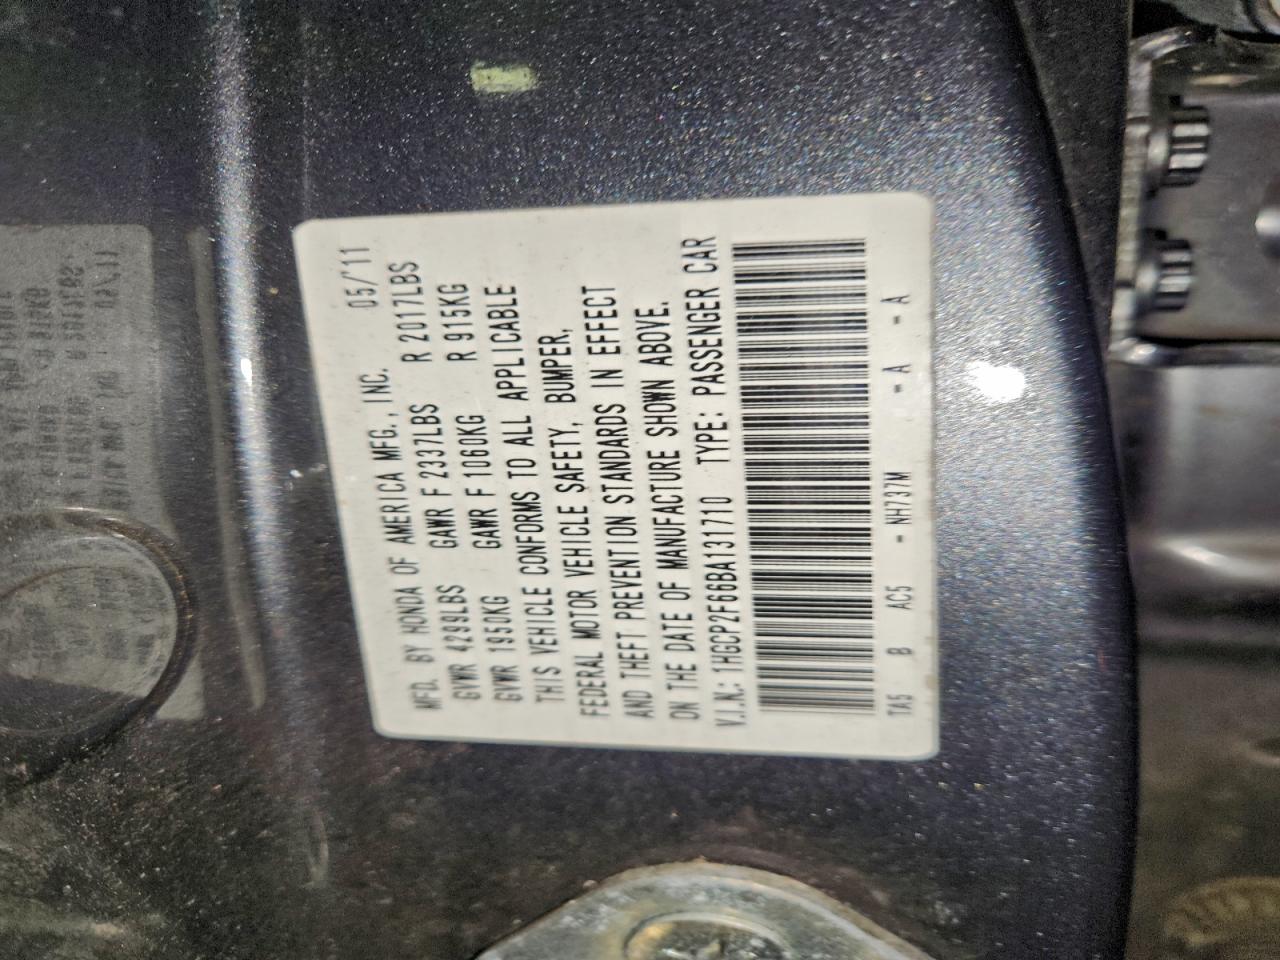 MFD. BY HONDA OF AMERICA MFG., INC. 05/'11
GVWR 4299LBS GAWR F 2337LBS R 2017LBS
GVWR 1950KG GAWR F 1060KG R 915KG
THIS VEHICLE CONFORMS TO ALL APPLICABLE
FEDERAL MOTOR VEHICLE SAFETY, BUMPER,
AND THEFT PREVENTION STANDARDS IN EFFECT
ON THE DATE OF MANUFACTURE SHOWN ABOVE.
V.I.N.: 1HGCP2F66BA131710 TYPE: PASSENGER CAR
TA5 B AC5 - NH737M - A - A